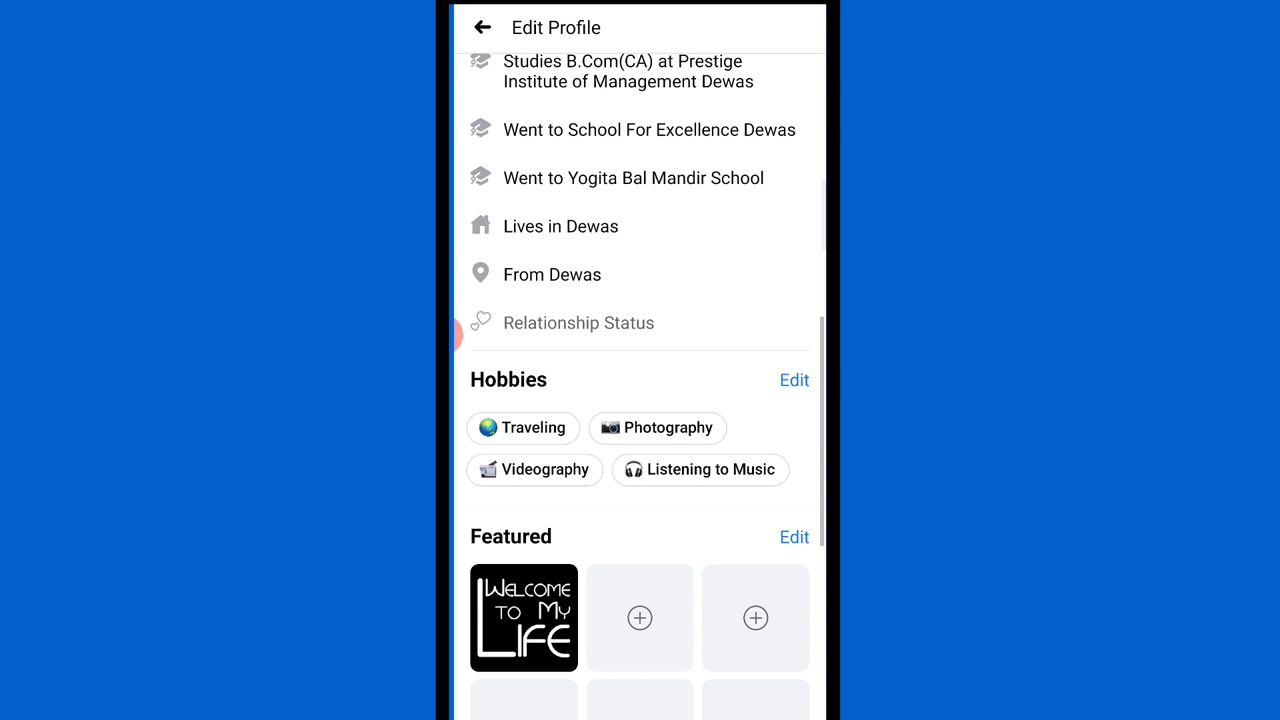 Edit Profile
Studies B.Com(CA) at Prestige
Institute of Management Dewas
Went to School For Excellence Dewas
Went to Yogita Bal Mandir School
Lives in Dewas
From Dewas
Relationship Status
Hobbies Edit
Traveling Photography
Videography Listening to Music
Featured Edit
WELCOME
TO MY
LIFE